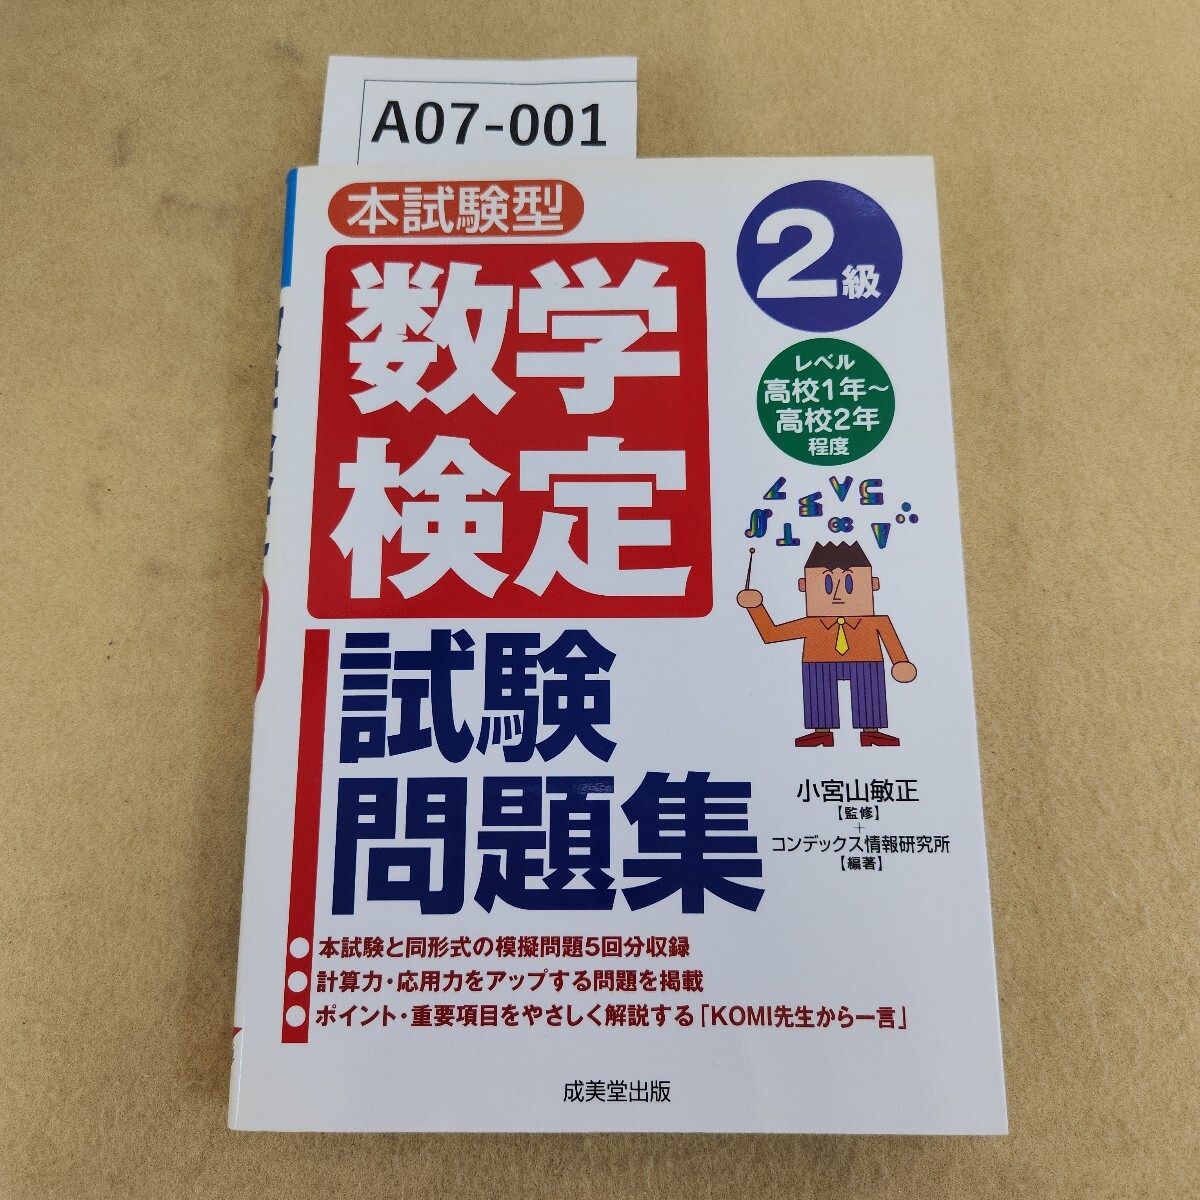 A07-001
本試験型
数学
検定
2級
レベル
高校1年～
高校2年
程度
試験
問題集
小宮山敏正
【監修】
+
コンデックス情報研究所
【編著】
●本試験と同形式の模擬問題5回分収録
●計算力・応用力をアップする問題を掲載
●ポイント・重要項目をやさしく解説する「KOMI先生から一言」
成美堂出版